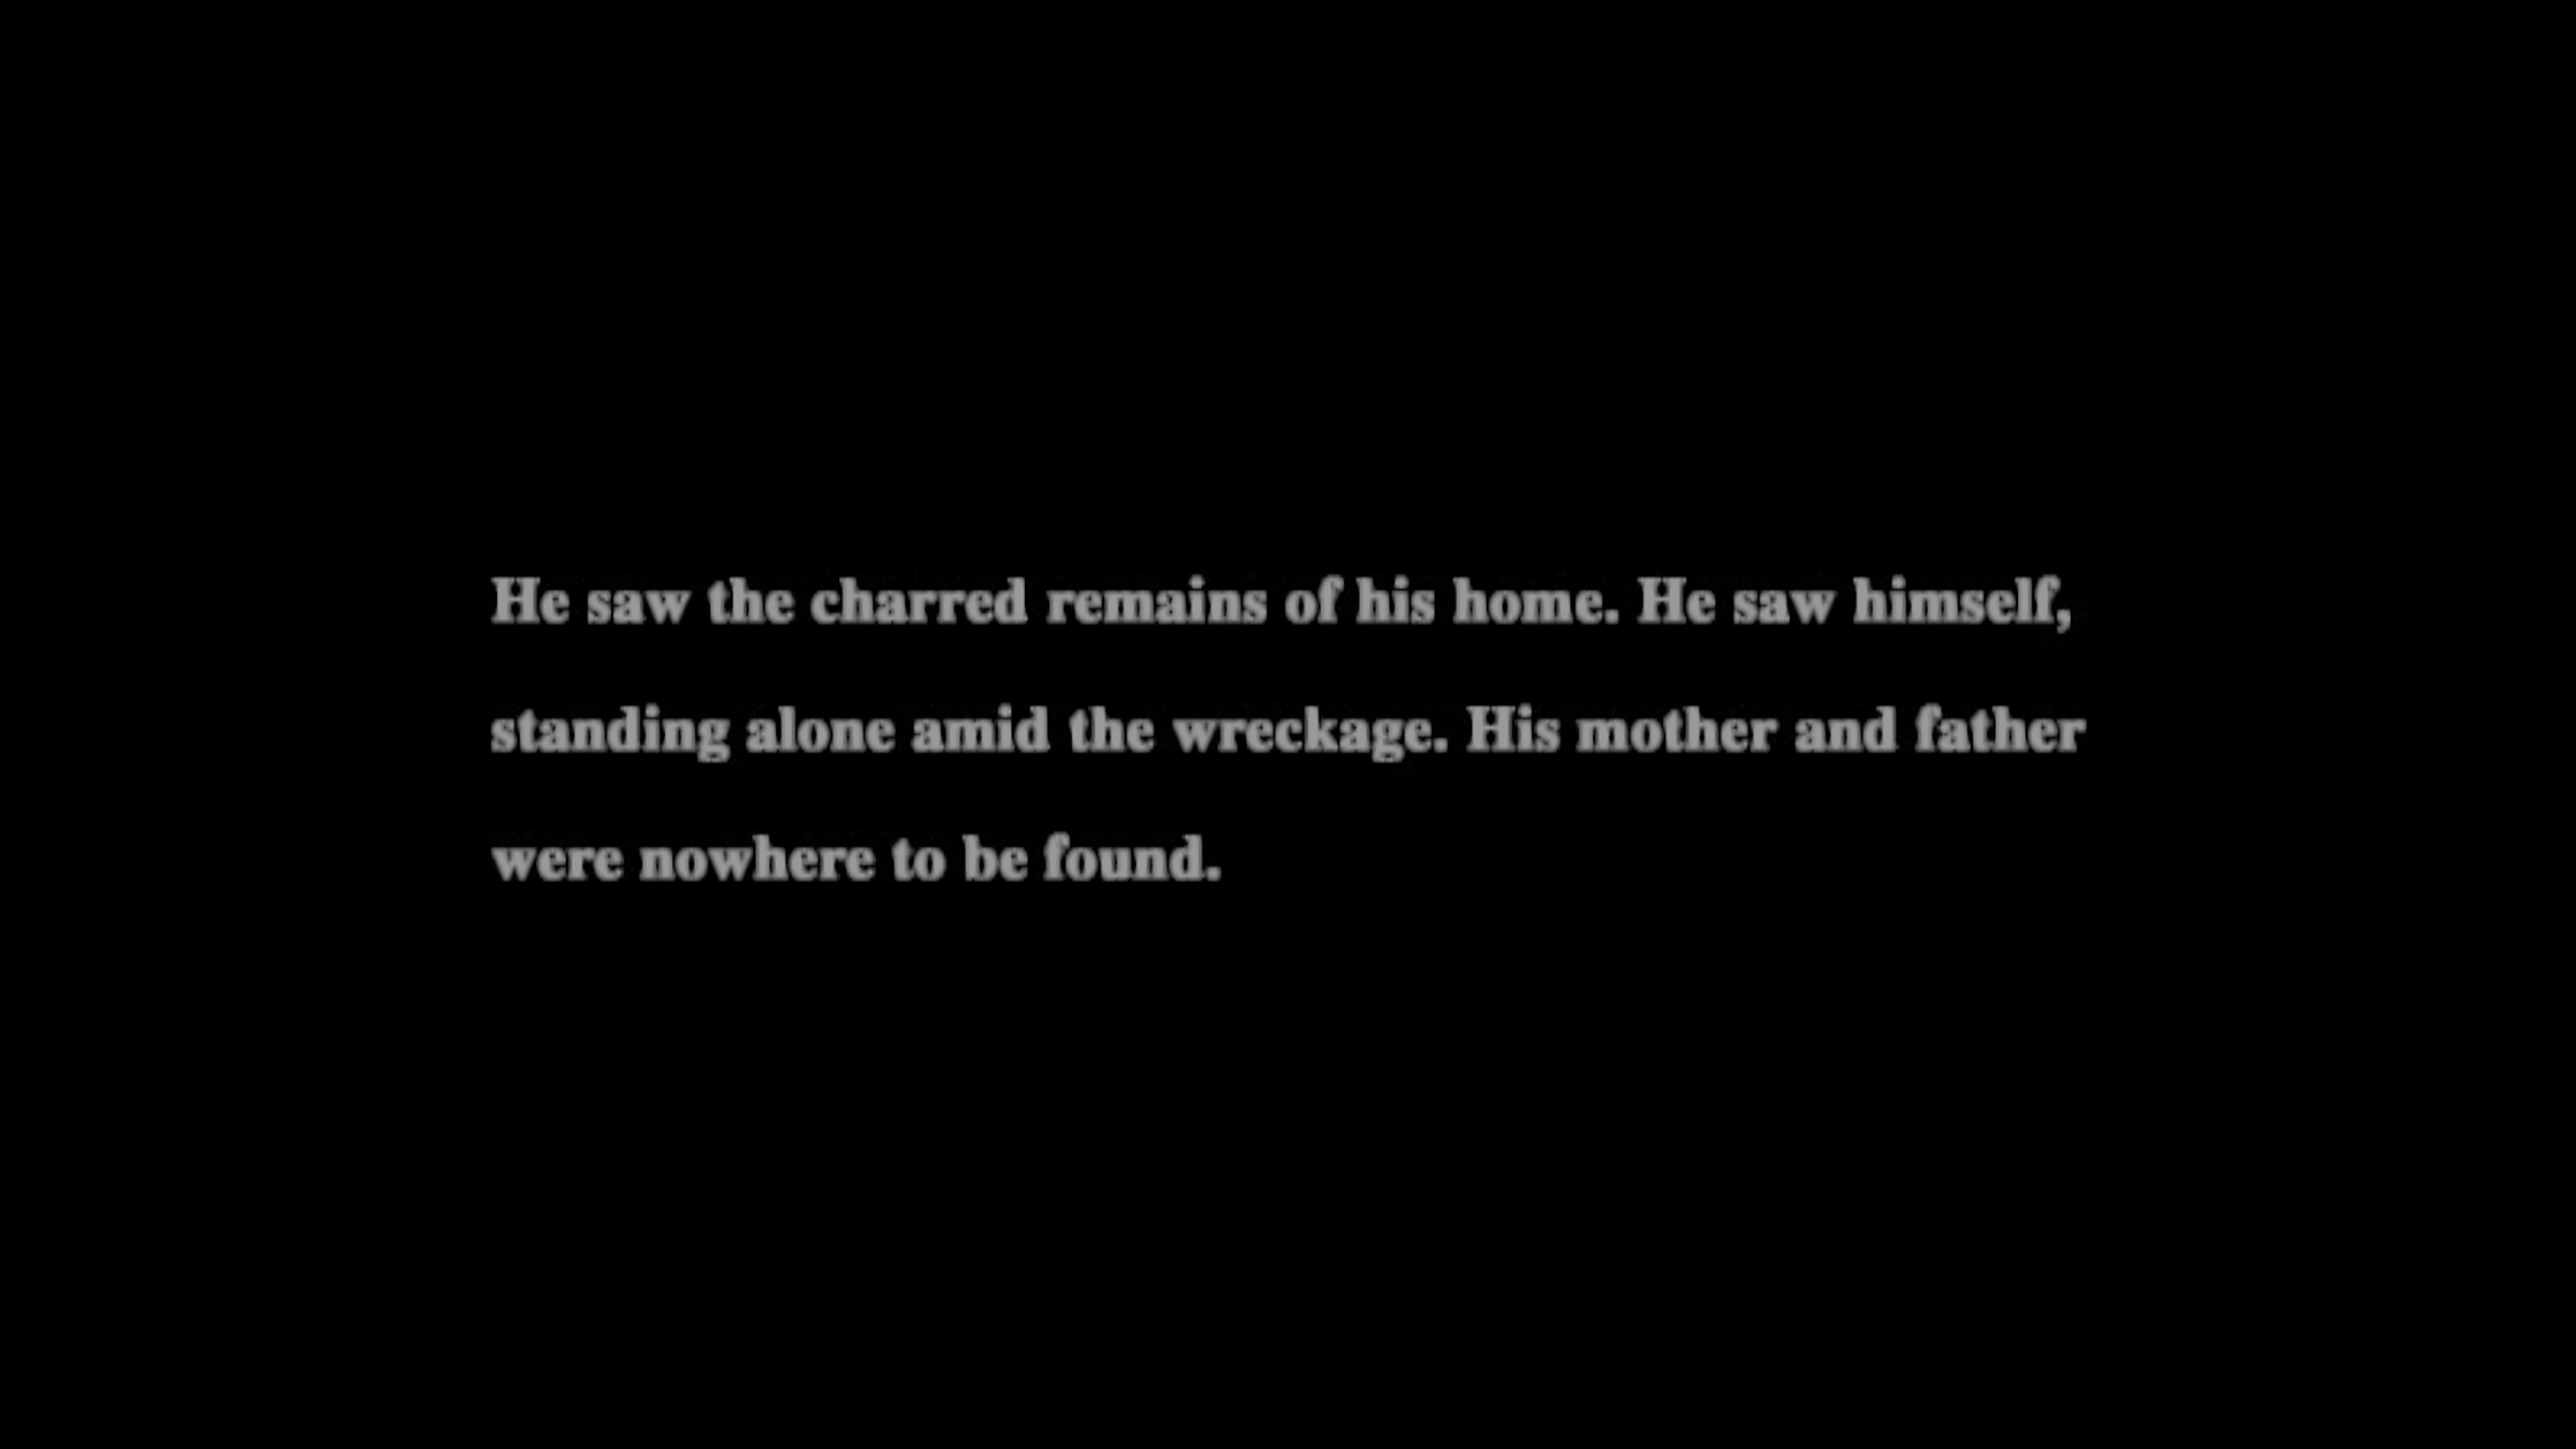 He saw the charred remains of his home. He saw himself,
standing alone amid the wreckage. His mother and father
were nowhere to be found.